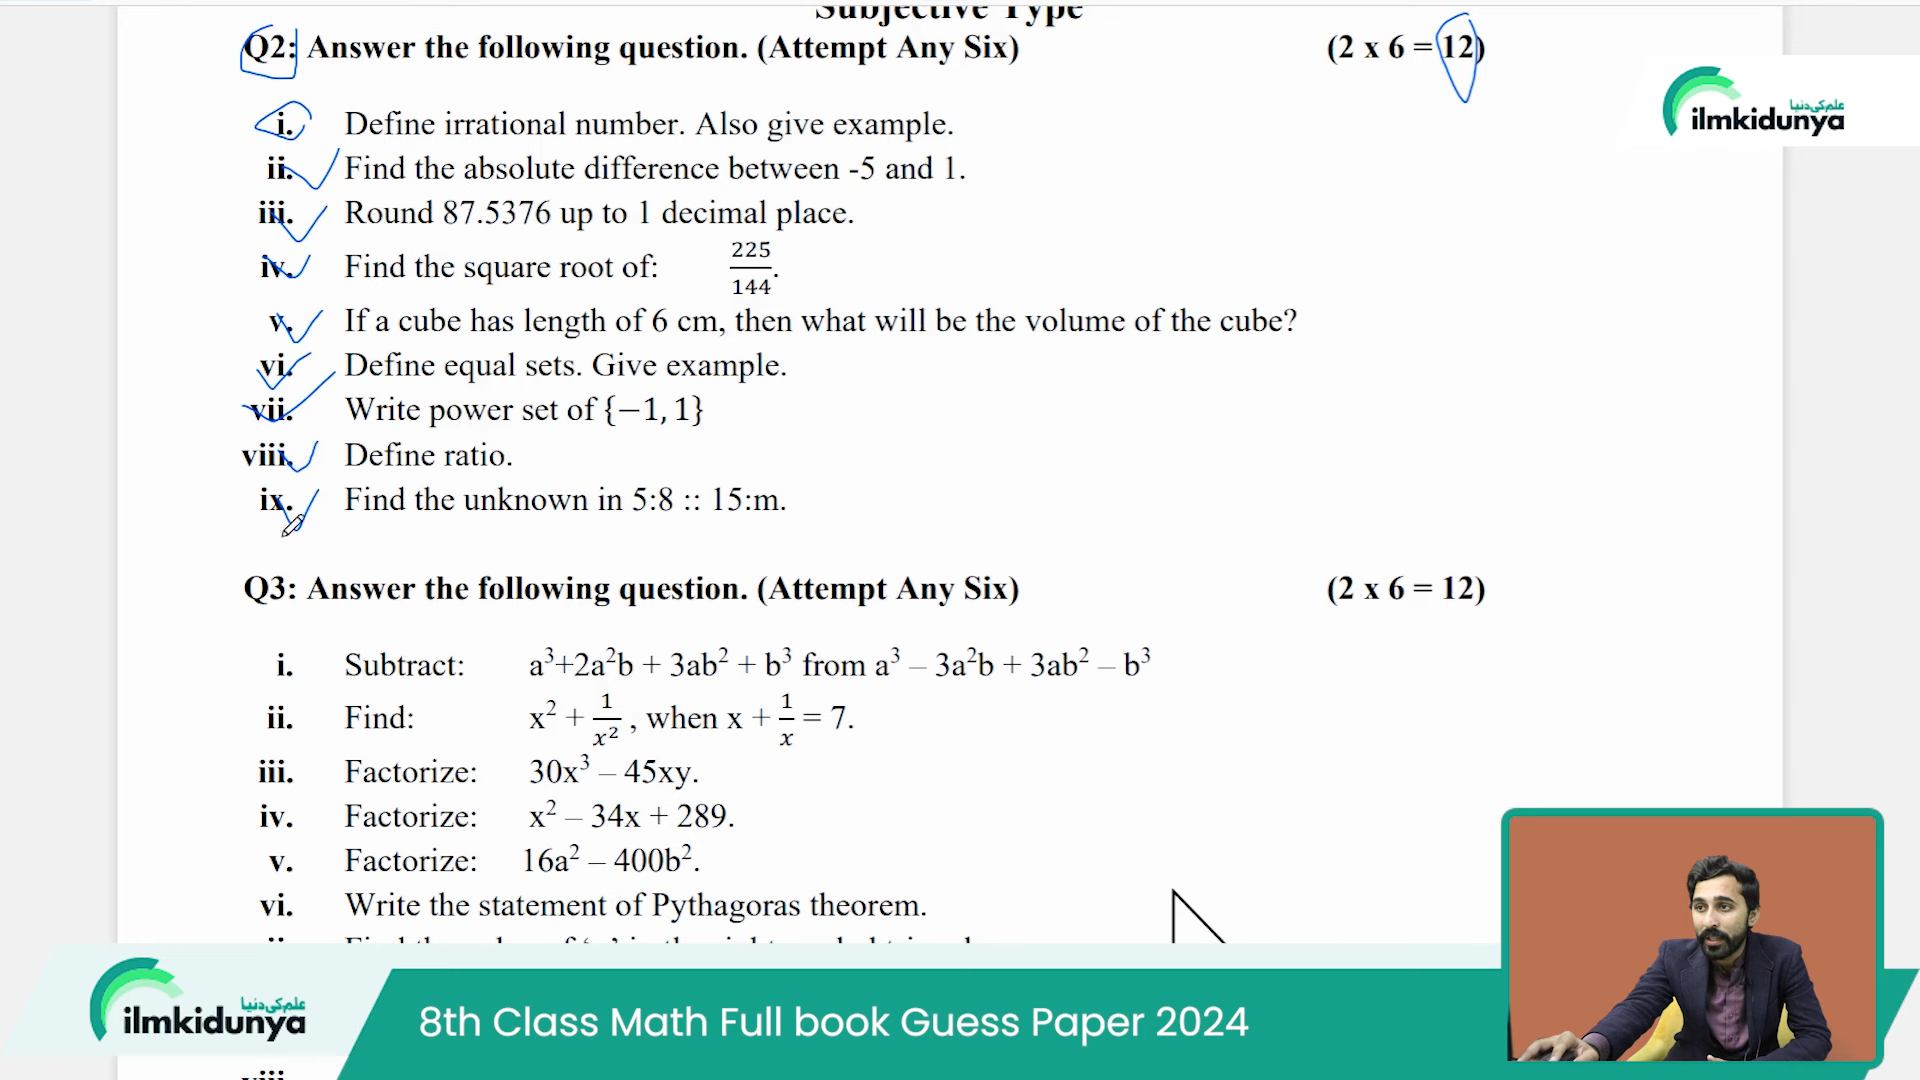 Subjective Type
Q2: Answer the following question. (Attempt Any Six) (2 x 6 = 12)
علم کی دنیا
ilmkidunya
i. Define irrational number. Also give example.
ii. Find the absolute difference between -5 and 1.
iii. Round 87.5376 up to 1 decimal place.
iv. Find the square root of: 225/144.
v. If a cube has length of 6 cm, then what will be the volume of the cube?
vi. Define equal sets. Give example.
vii. Write power set of {−1, 1}
viii. Define ratio.
ix. Find the unknown in 5:8 :: 15:m.
Q3: Answer the following question. (Attempt Any Six) (2 x 6 = 12)
i. Subtract: a³+2a²b + 3ab² + b³ from a³ – 3a²b + 3ab² – b³
ii. Find: x² + 1/x² , when x + 1/x = 7.
iii. Factorize: 30x³ – 45xy.
iv. Factorize: x² – 34x + 289.
v. Factorize: 16a² – 400b².
vi. Write the statement of Pythagoras theorem.
علم کی دنیا
ilmkidunya
8th Class Math Full book Guess Paper 2024